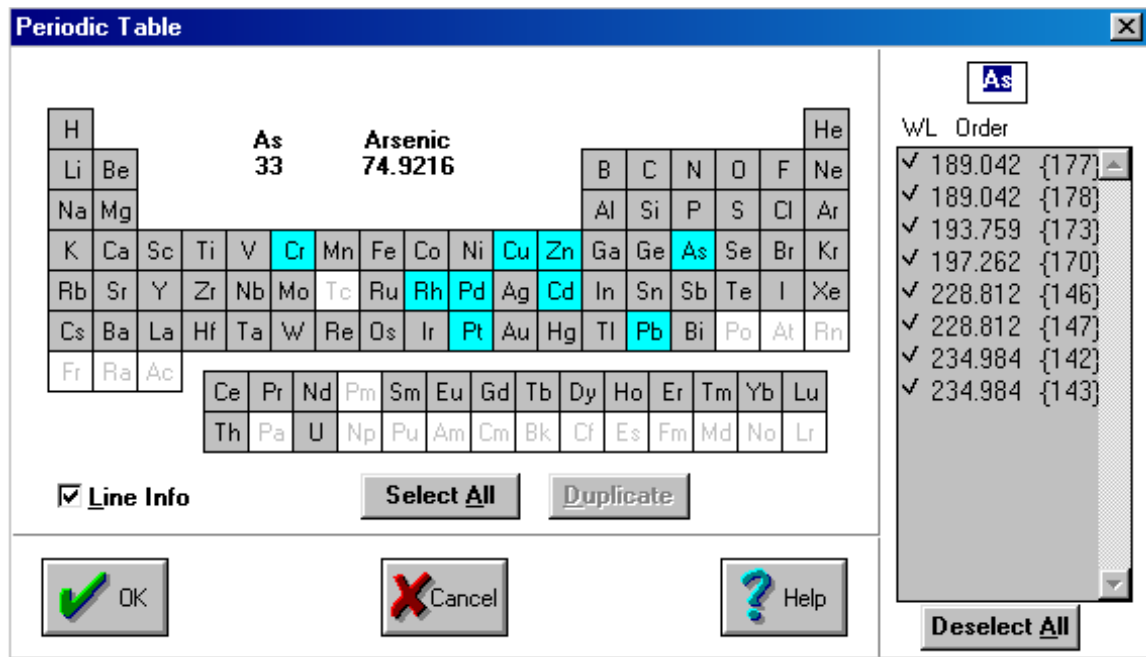 Periodic Table
As
WL Order
As Arsenic
33 74.9216
H He
Li Be B C N O F Ne
Na Mg Al Si P S Cl Ar
K Ca Sc Ti V Cr Mn Fe Co Ni Cu Zn Ga Ge As Se Br Kr
Rb Sr Y Zr Nb Mo Tc Ru Rh Pd Ag Cd In Sn Sb Te I Xe
Cs Ba La Hf Ta W Re Os Ir Pt Au Hg Tl Pb Bi Po At Rn
Fr Ra Ac
Ce Pr Nd Pm Sm Eu Gd Tb Dy Ho Er Tm Yb Lu
Th Pa U Np Pu Am Cm Bk Cf Es Fm Md No Lr
Line Info
Select All
Duplicate
OK
Cancel
Help
189.042 {177}
189.042 {178}
193.759 {173}
197.262 {170}
228.812 {146}
228.812 {147}
234.984 {142}
234.984 {143}
Deselect All